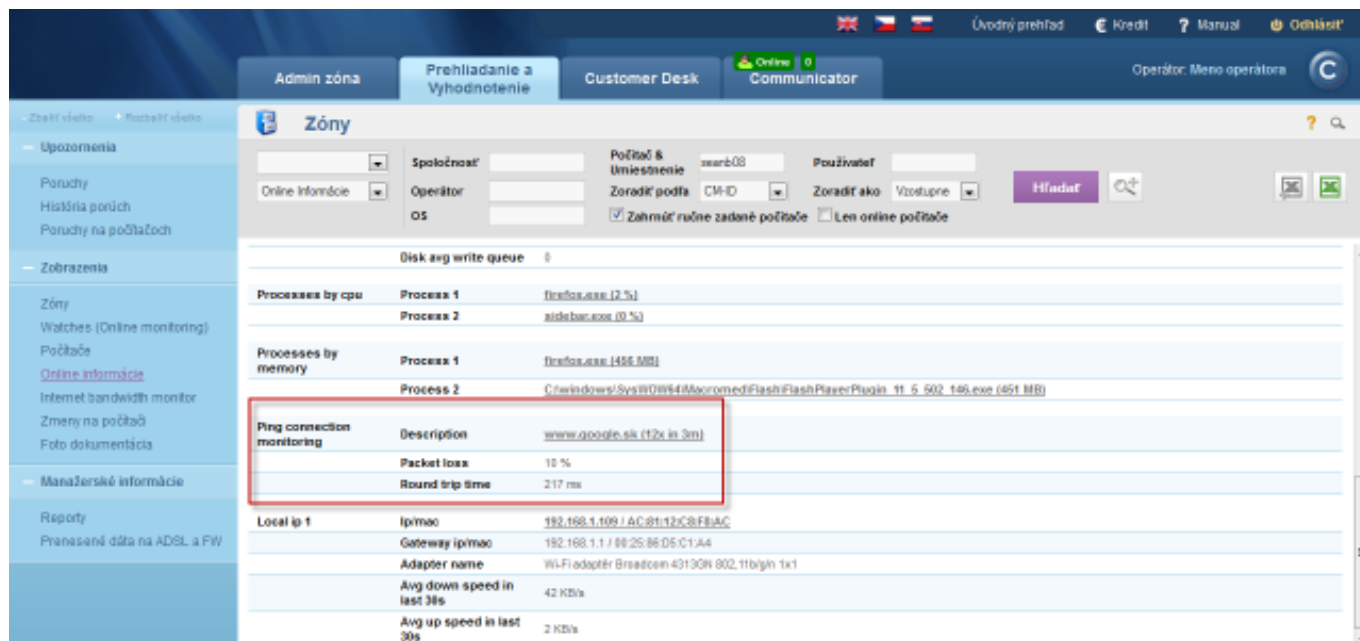 Úvodný prehľad € Kredit ? Manual Odhlásiť
Admin zóna Prehliadanie a Vyhodnotenie Customer Desk Online 0 Communicator Operátor: Meno operátora
- Zbaliť všetko + Rozbaliť všetko
Zóny
Upozornenia
Poruchy
História porúch
Poruchy na počítačoch
Zobrazenia
Zóny
Watches (Online monitoring)
Počítače
Online informácie
Internet bandwidth monitor
Zmeny na počítači
Foto dokumentácia
Manažérské informácie
Reporty
Prenesené dáta na ADSL a FW
Spoločnosť Počítač & Umiestnenie Používateľ
Online Informácie Operátor Zoradiť podľa CM-ID Zoradiť ako Vzostupne Hľadať
OS Zahrnúť ručne zadané počítače Len online počítače
Disk avg write queue 0
Processes by cpu Process 1 firefox.exe (2 %)
Process 2 sidebar.exe (0 %)
Processes by memory Process 1 firefox.exe (456 MB)
Process 2 C:\windows\SysWOW64\Macromed\Flash\FlashPlayerPlugin_11_5_502_146.exe (451 MB)
Ping connection monitoring Description www.google.sk (12x in 3m)
Packet loss 10 %
Round trip time 217 ms
Local ip 1 Ip/mac 192.168.1.109 / AC:81:12:C8:F8:AC
Gateway ip/mac 192.168.1.1 / 00:25:86:D5:C1:A4
Adapter name Wi-Fi adaptér Broadcom 4313GN 802,11b/g/n 1x1
Avg down speed in last 30s 42 KB/s
Avg up speed in last 30s 2 KB/s